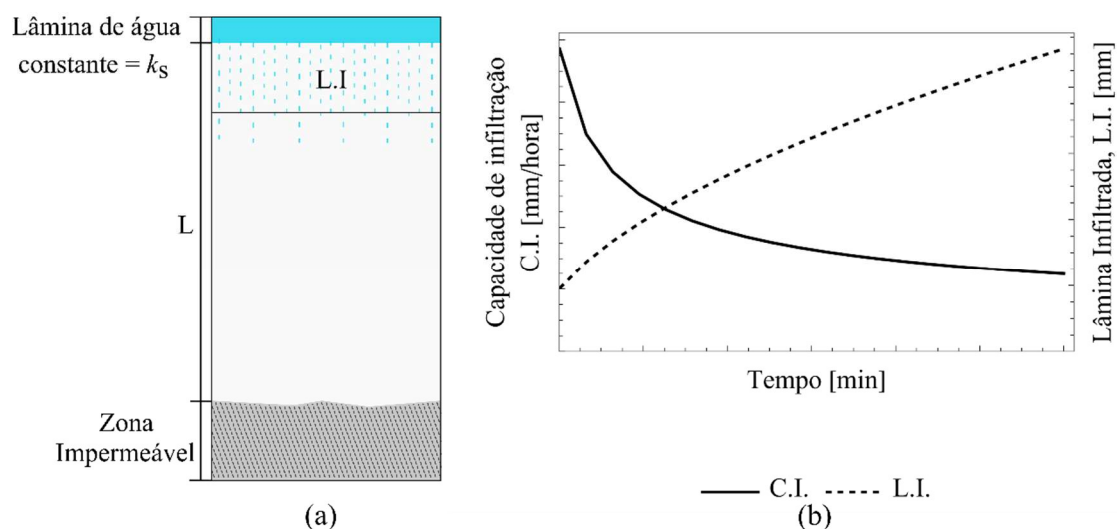 Lâmina de água
constante = kS
L.I
L
Zona
Impermeável
(a)
Capacidade de infiltração
C.I. [mm/hora]
Lâmina Infiltrada, L.I. [mm]
Tempo [min]
C.I.
L.I.
(b)